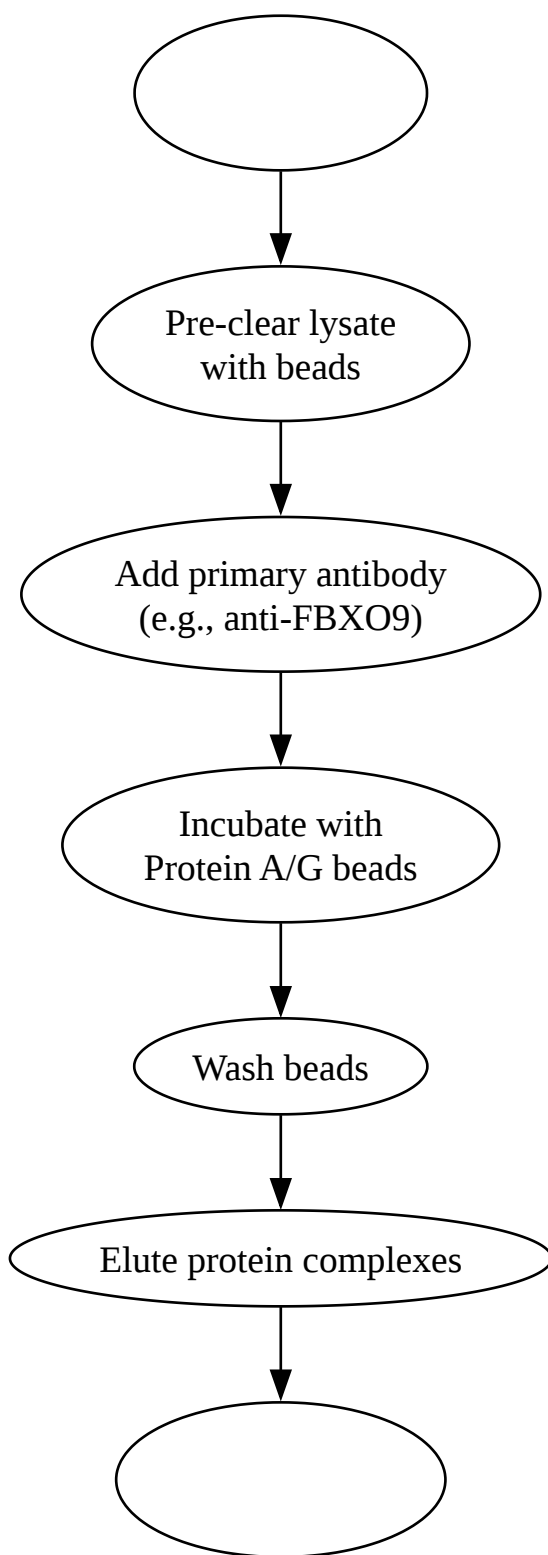 Pre-clear lysate
with beads
Add primary antibody
(e.g., anti-FBXO9)
Incubate with
Protein A/G beads
Wash beads
Elute protein complexes